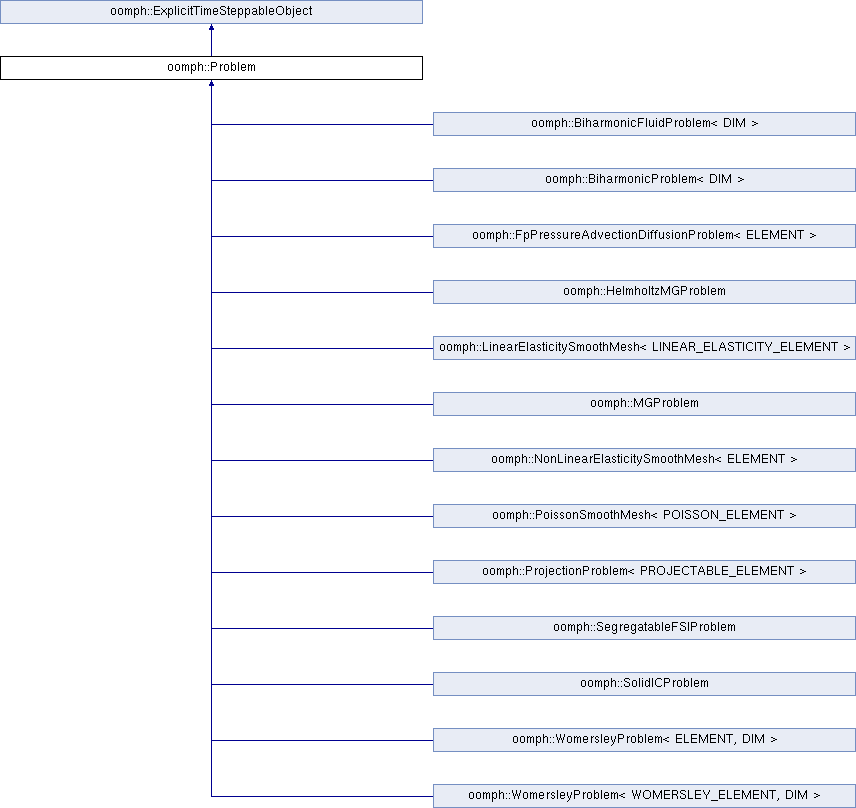 oomph::ExplicitTimeSteppableObject
oomph::Problem
oomph::BiharmonicFluidProblem< DIM >
oomph::BiharmonicProblem< DIM >
oomph::FpPressureAdvectionDiffusionProblem< ELEMENT >
oomph::HelmholtzMGProblem
oomph::LinearElasticitySmoothMesh< LINEAR_ELASTICITY_ELEMENT >
oomph::MGProblem
oomph::NonLinearElasticitySmoothMesh< ELEMENT >
oomph::PoissonSmoothMesh< POISSON_ELEMENT >
oomph::ProjectionProblem< PROJECTABLE_ELEMENT >
oomph::SegregatableFSIProblem
oomph::SolidICProblem
oomph::WomersleyProblem< ELEMENT, DIM >
oomph::WomersleyProblem< WOMERSLEY_ELEMENT, DIM >